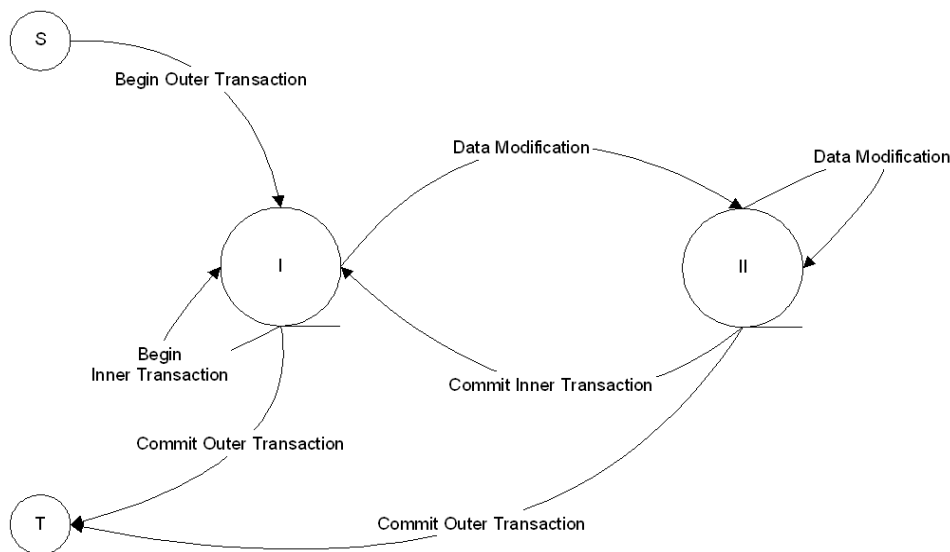 S
Begin Outer Transaction
Data Modification
Data Modification
I
II
Begin
Inner Transaction
Commit Inner Transaction
Commit Outer Transaction
T
Commit Outer Transaction